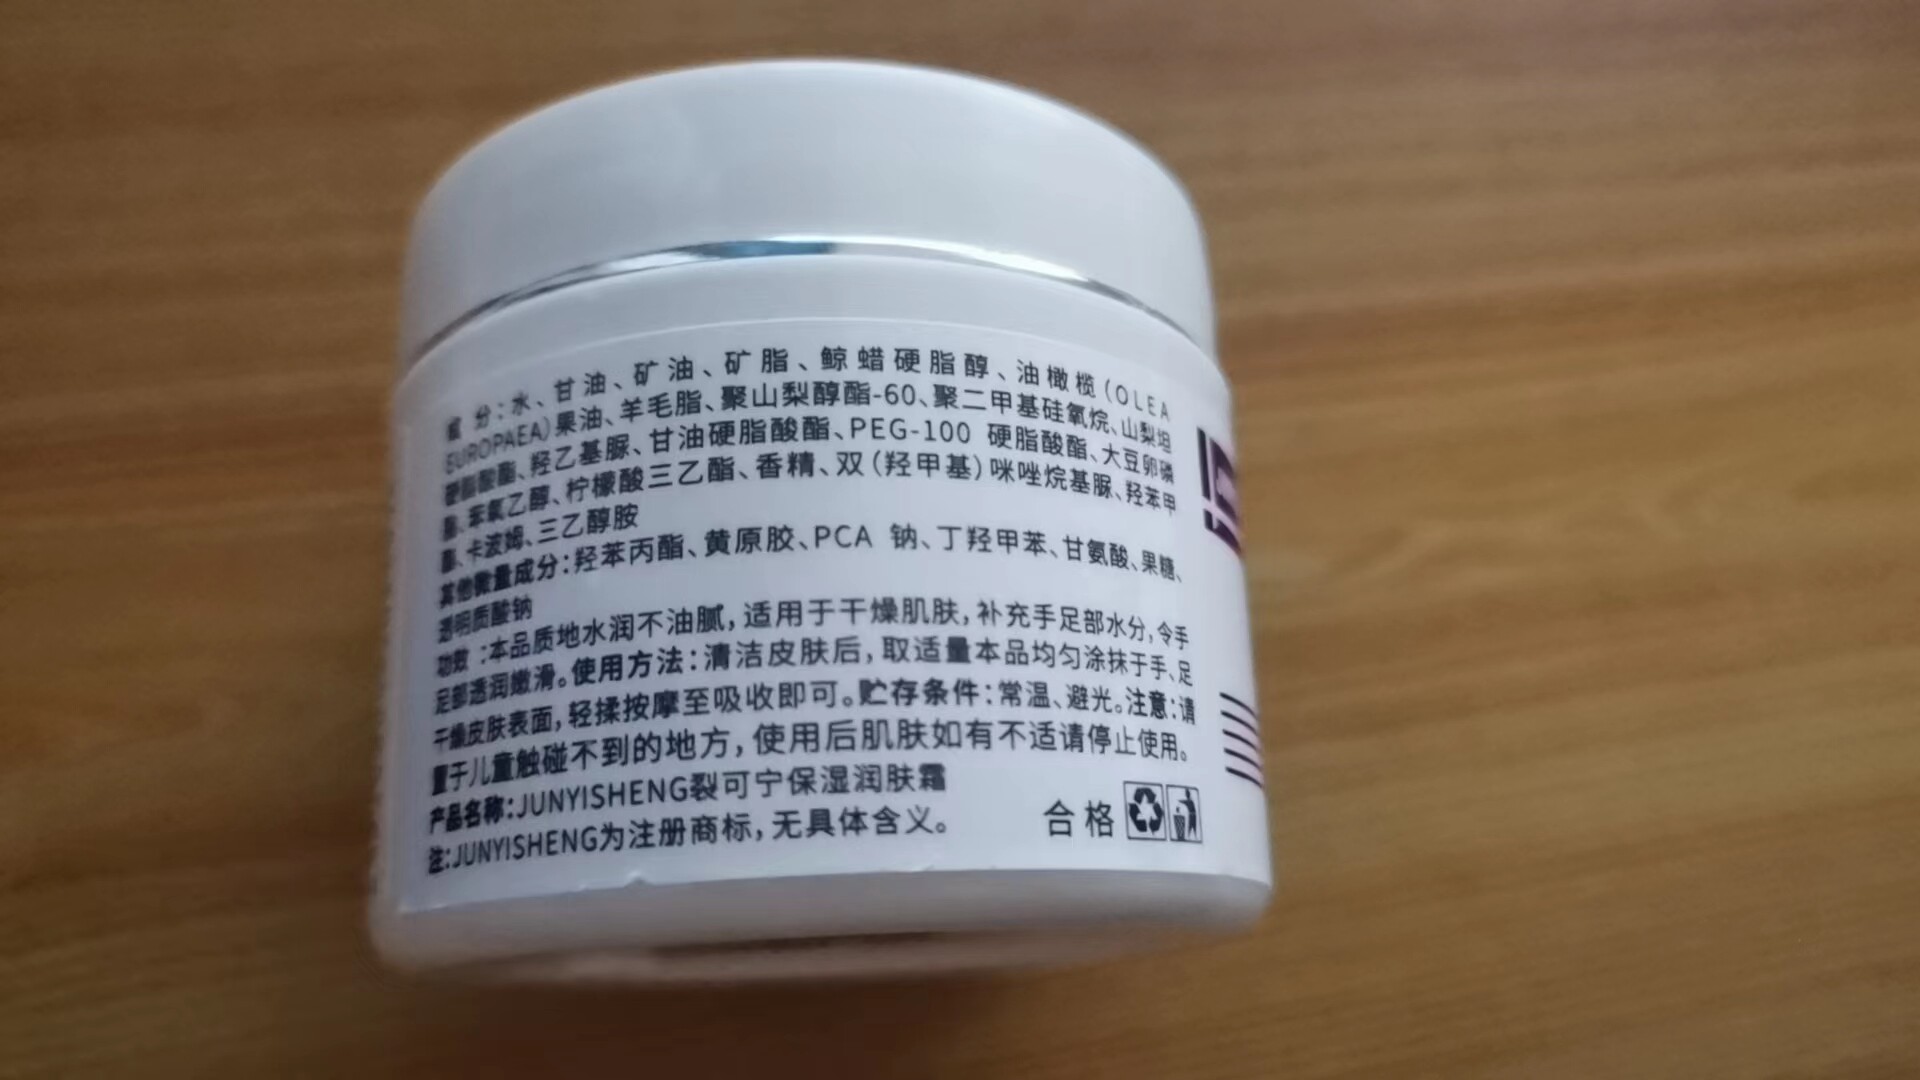 成分：水、甘油、矿油、矿脂、鲸蜡硬脂醇、油橄榄（OLEA
EUROPAEA）果油、羊毛脂、聚山梨醇酯-60、聚二甲基硅氧烷、山梨坦
硬脂酸酯、羟乙基脲、甘油硬脂酸酯、PEG-100 硬脂酸酯、大豆卵磷
脂、苯氧乙醇、柠檬酸三乙酯、香精、双（羟甲基）咪唑烷基脲、羟苯甲
酯、卡波姆、三乙醇胺
其他微量成分：羟苯丙酯、黄原胶、PCA 钠、丁羟甲苯、甘氨酸、果糖、
透明质酸钠
功效：本品质地水润不油腻，适用于干燥肌肤，补充手足部水分，令手
足部透润嫩滑。使用方法：清洁皮肤后，取适量本品均匀涂抹于手、足
干燥皮肤表面，轻揉按摩至吸收即可。贮存条件：常温、避光。注意：请
置于儿童触碰不到的地方，使用后肌肤如有不适请停止使用。
产品名称：JUNYISHENG裂可宁保湿润肤霜
注：JUNYISHENG为注册商标，无具体含义。
合格